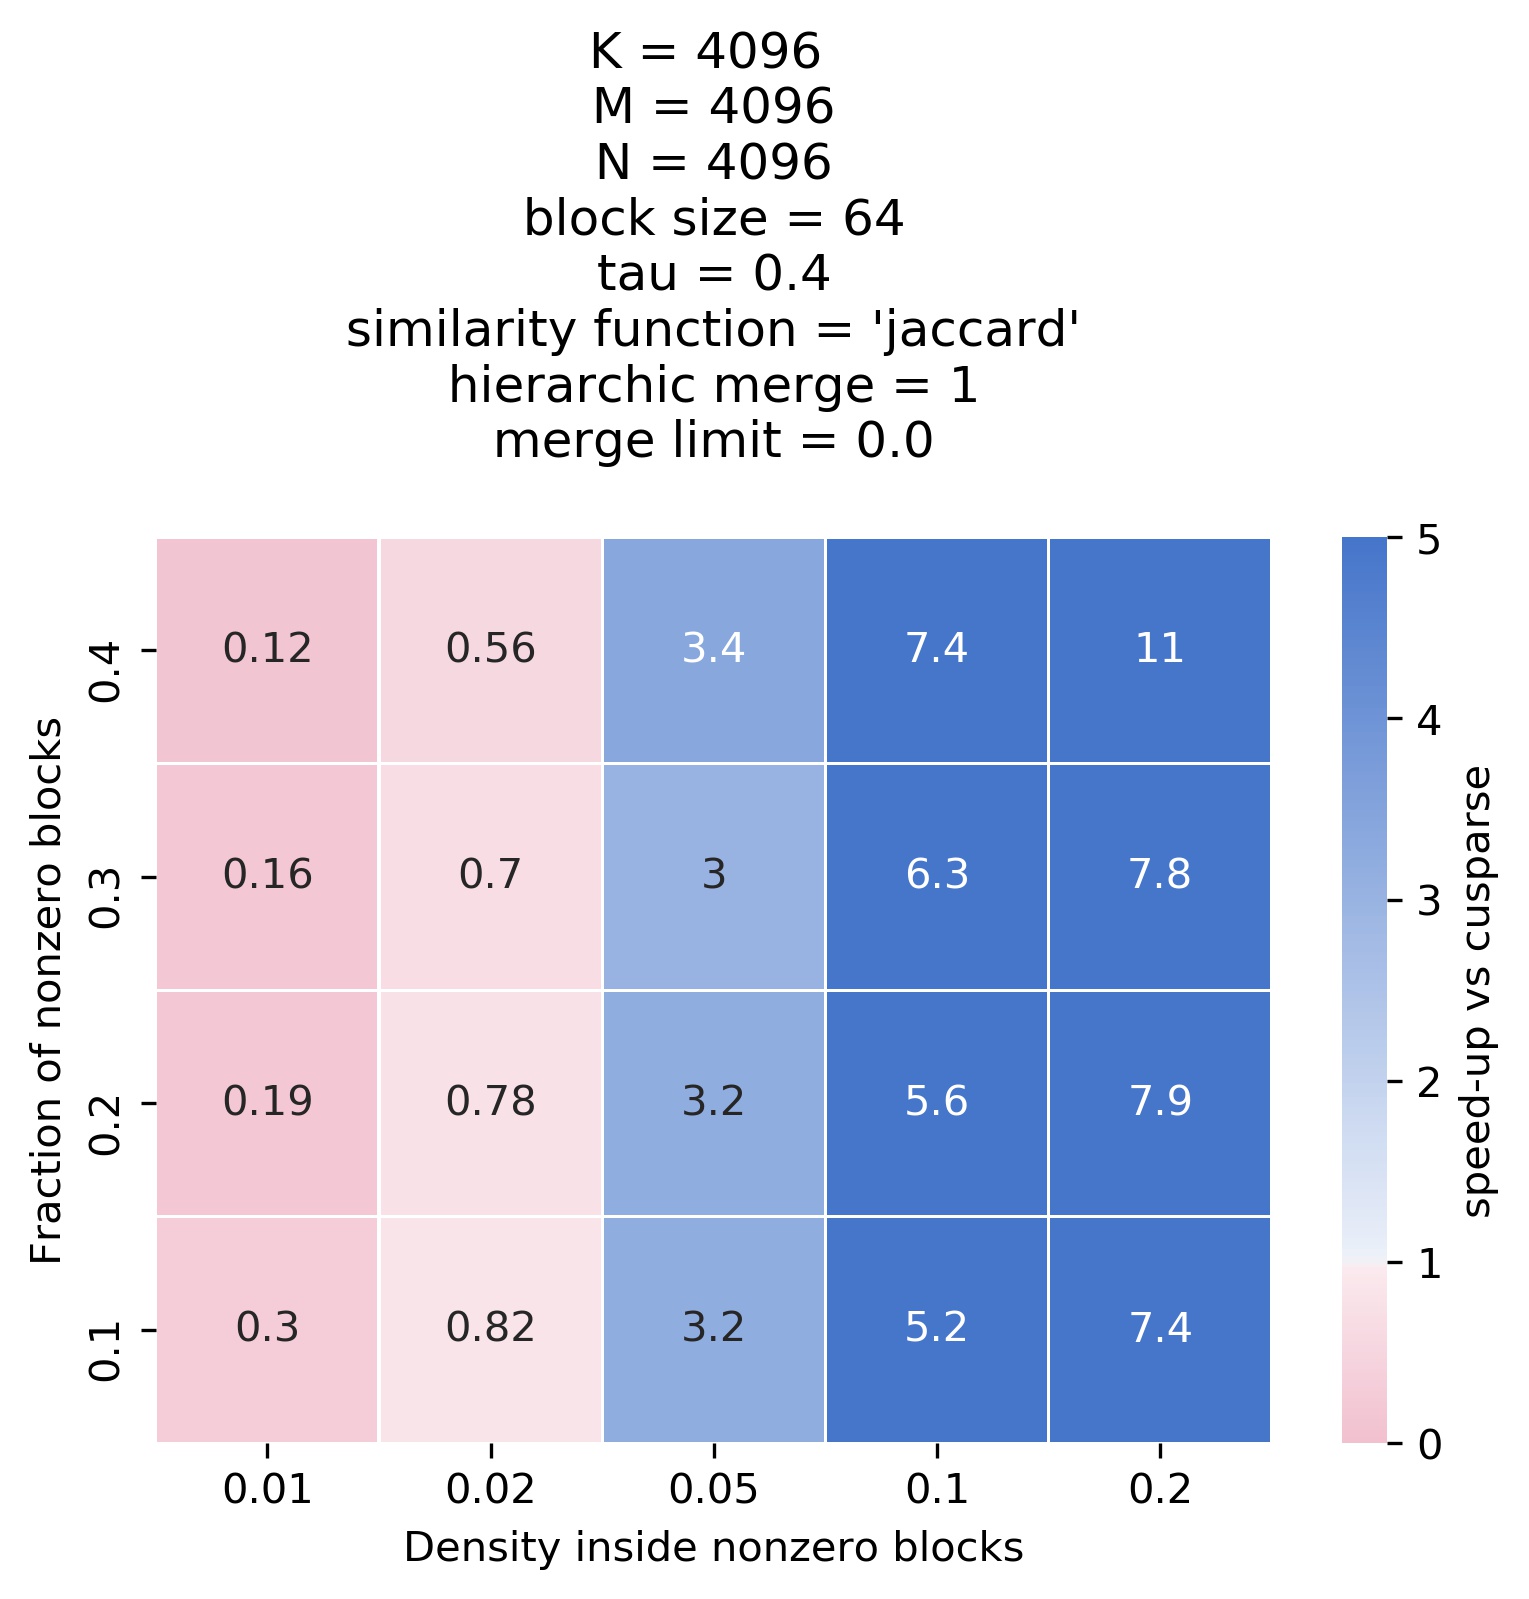 K = 4096
M = 4096
N = 4096
block size = 64
tau = 0.4
similarity function = 'jaccard'
hierarchic merge = 1
merge limit = 0.0
Fraction of nonzero blocks
0.4
0.12 0.56 3.4 7.4 11
0.3
0.16 0.7 3 6.3 7.8
0.2
0.19 0.78 3.2 5.6 7.9
0.1
0.3 0.82 3.2 5.2 7.4
0.01 0.02 0.05 0.1 0.2
Density inside nonzero blocks
5
4
3
2
1
0
speed-up vs cusparse